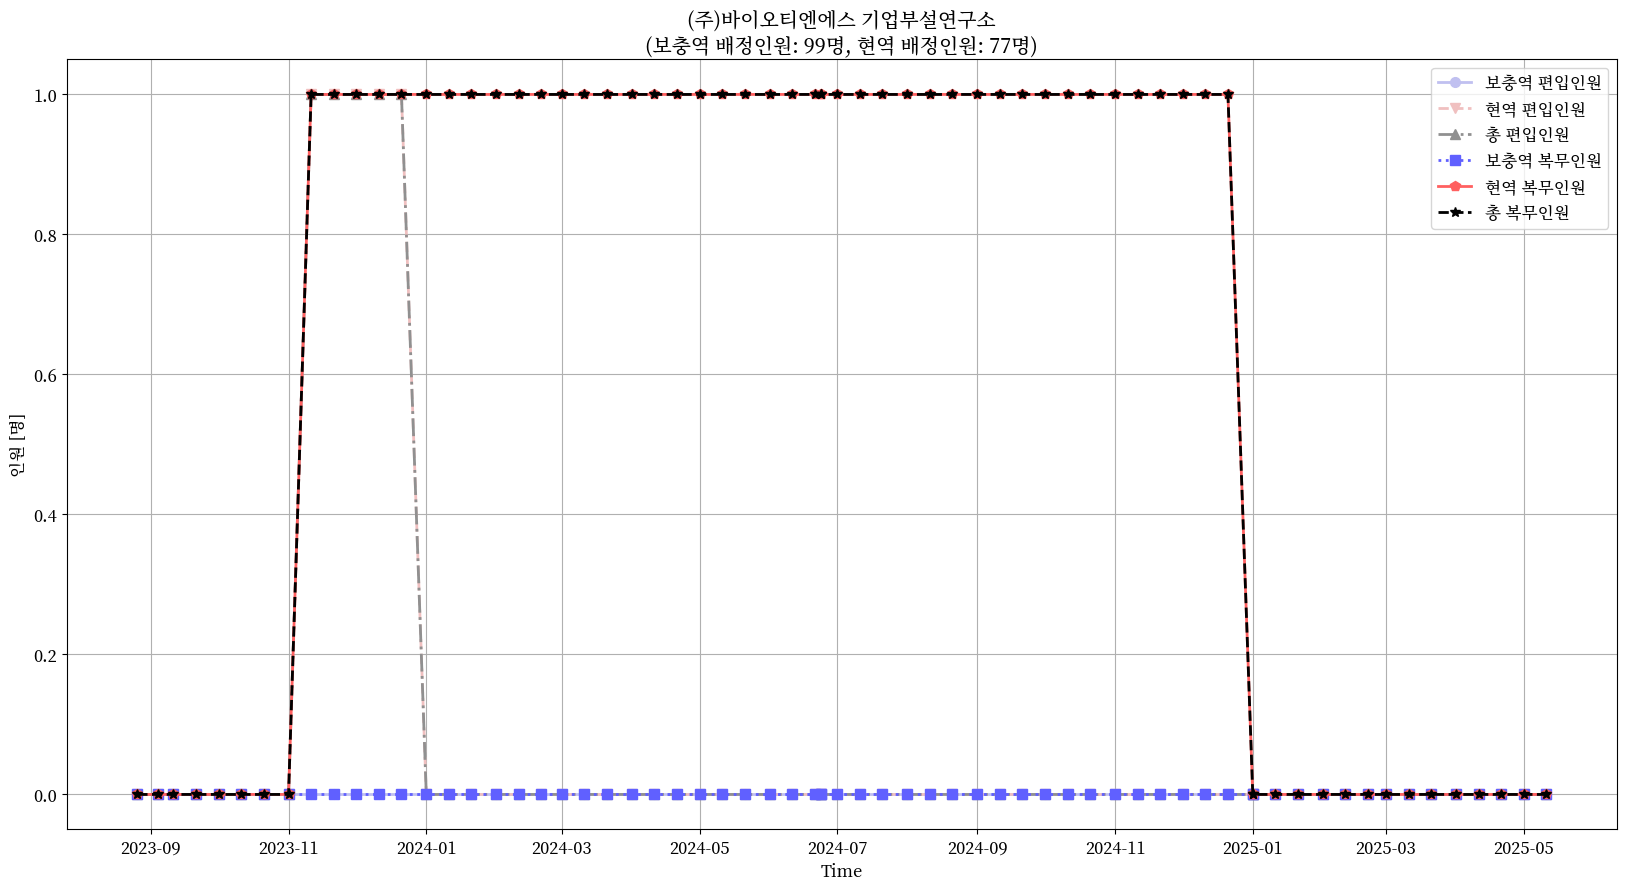 (주)바이오티엔에스 기업부설연구소
(보충역 배정인원: 99명, 현역 배정인원: 77명)
보충역 편입인원
현역 편입인원
총 편입인원
보충역 복무인원
현역 복무인원
총 복무인원
1.0
0.8
0.6
0.4
0.2
0.0
인원 [명]
2023-09
2023-11
2024-01
2024-03
2024-05
2024-07
2024-09
2024-11
2025-01
2025-03
2025-05
Time